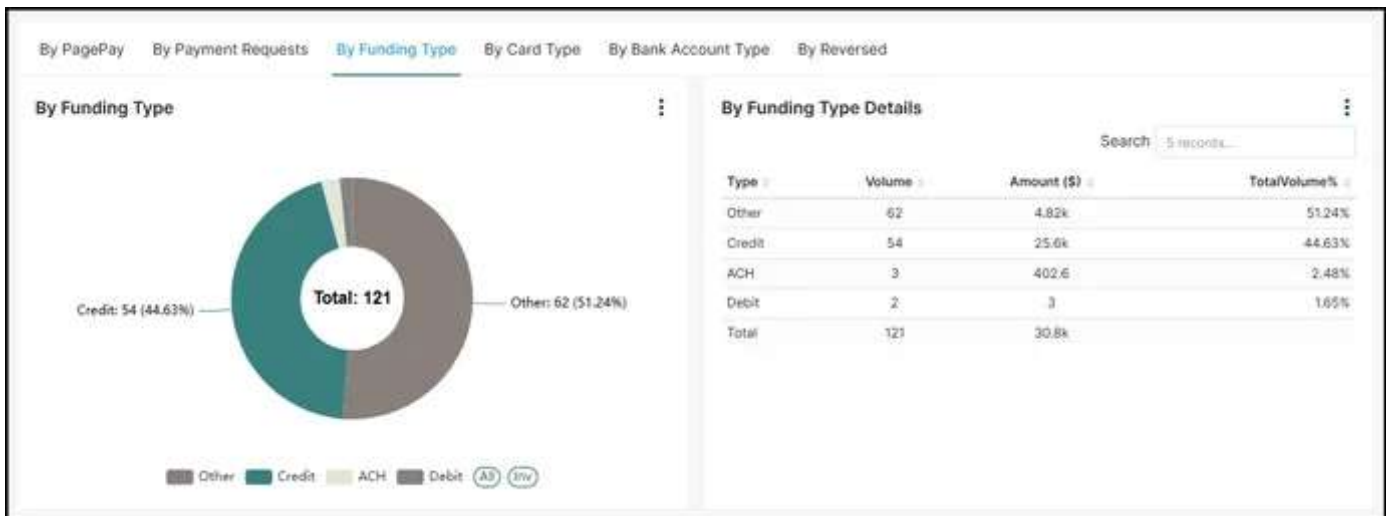 By PagePay By Payment Requests By Funding Type By Card Type By Bank Account Type By Reversed
By Funding Type
Credit: 54 (44.63%)
Total: 121
Other: 62 (51.24%)
Other Credit ACH Debit All Inv
By Funding Type Details
Search 5 records...
Type Volume Amount ($) TotalVolume%
Other 62 4.82k 51.24%
Credit 54 25.6k 44.63%
ACH 3 402.6 2.48%
Debit 2 3 1.65%
Total 121 30.8k